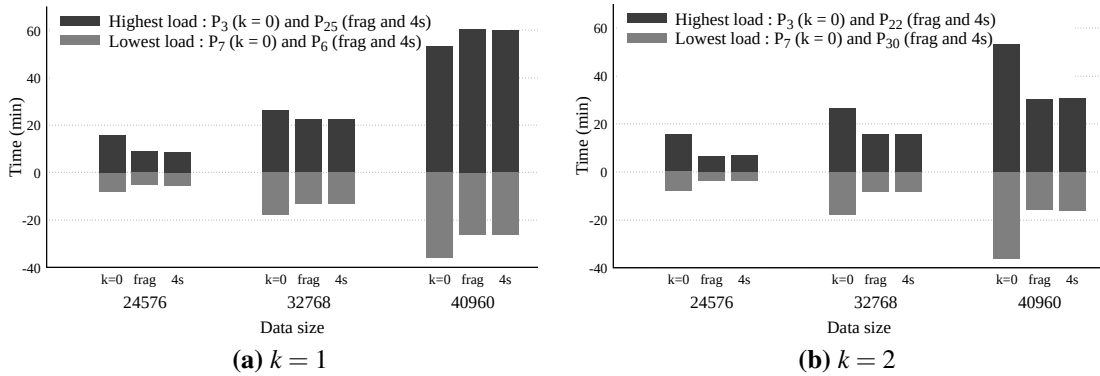 Highest load : P3 (k = 0) and P25 (frag and 4s)
Lowest load : P7 (k = 0) and P6 (frag and 4s)
60
40
20
0
-20
-40
Time (min)
k=0 frag 4s k=0 frag 4s k=0 frag 4s
24576 32768 40960
Data size
(a) k = 1
Highest load : P3 (k = 0) and P22 (frag and 4s)
Lowest load : P7 (k = 0) and P30 (frag and 4s)
60
40
20
0
-20
-40
Time (min)
k=0 frag 4s k=0 frag 4s k=0 frag 4s
24576 32768 40960
Data size
(b) k = 2